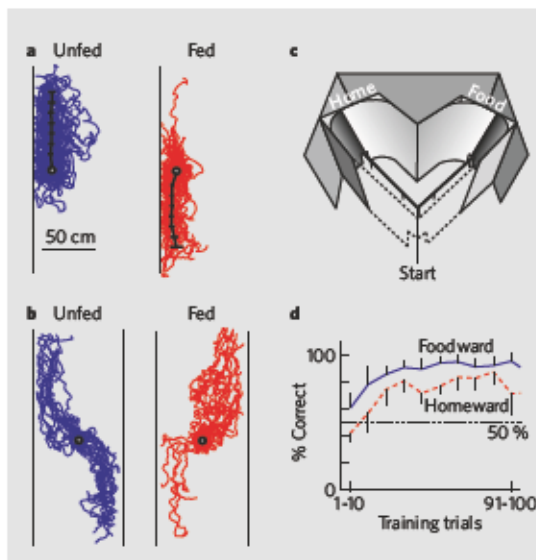 a Unfed Fed
50 cm
b Unfed Fed
c
Home Food
Start
d
100
Foodward
Homeward
50 %
0
% Correct
1-10 91-100
Training trials